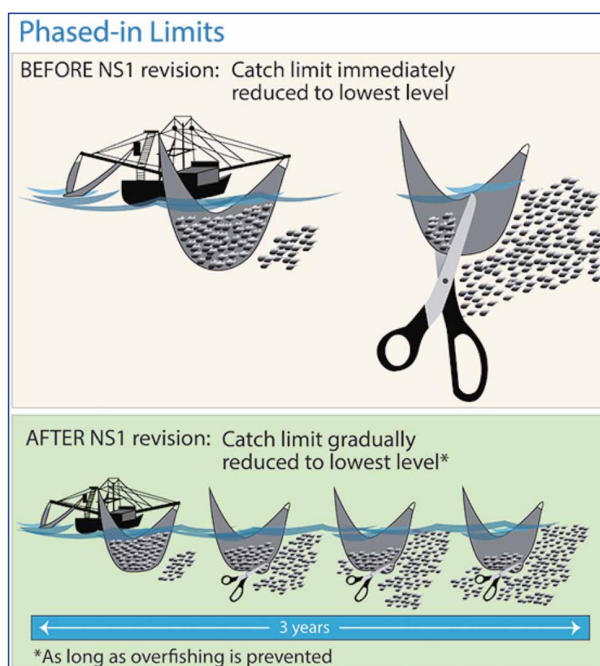 Phased-in Limits
BEFORE NS1 revision: Catch limit immediately
reduced to lowest level
AFTER NS1 revision: Catch limit gradually
reduced to lowest level*
3 years
*As long as overfishing is prevented